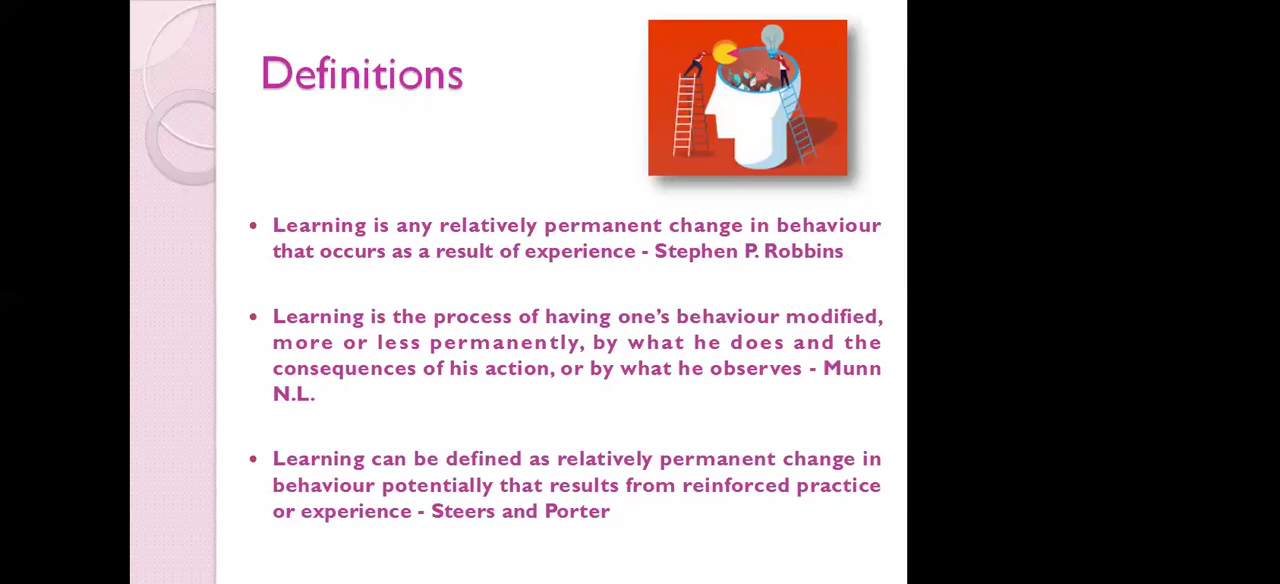 Definitions
• Learning is any relatively permanent change in behaviour
that occurs as a result of experience - Stephen P. Robbins
• Learning is the process of having one's behaviour modified,
more or less permanently, by what he does and the
consequences of his action, or by what he observes - Munn
N.L.
• Learning can be defined as relatively permanent change in
behaviour potentially that results from reinforced practice
or experience - Steers and Porter